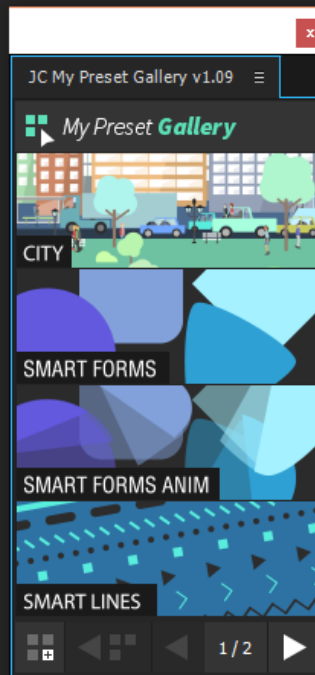 x
JC My Preset Gallery v1.09
My Preset Gallery
CITY
SMART FORMS
SMART FORMS ANIM
SMART LINES
1 / 2